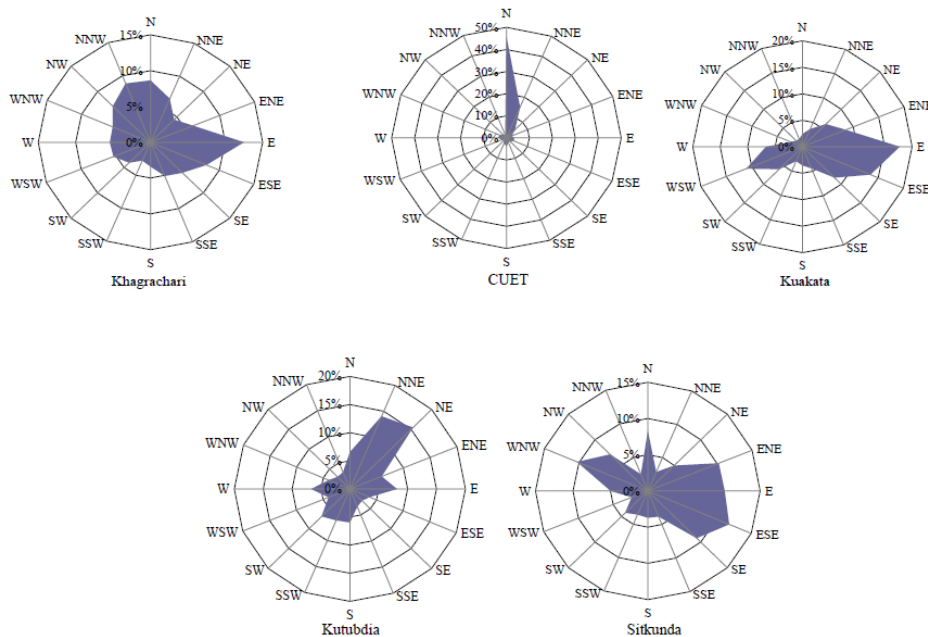 N
NNE
NE
ENE
E
ESE
SE
SSE
S
SSW
SW
WSW
W
WNW
NW
NNW
15%
10%
5%
0%
Khagrachari
N
NNE
NE
ENE
E
ESE
SE
SSE
S
SSW
SW
WSW
W
WNW
NW
NNW
50%
40%
30%
20%
10%
0%
CUET
N
NNE
NE
ENE
E
ESE
SE
SSE
S
SSW
SW
WSW
W
WNW
NW
NNW
20%
15%
10%
5%
0%
Kuakata
N
NNE
NE
ENE
E
ESE
SE
SSE
S
SSW
SW
WSW
W
WNW
NW
NNW
20%
15%
10%
5%
0%
Kutubdia
N
NNE
NE
ENE
E
ESE
SE
SSE
S
SSW
SW
WSW
W
WNW
NW
NNW
15%
10%
5%
0%
Sitkunda